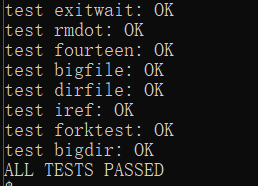 test exitwait: OK
test rmdot: OK
test fourteen: OK
test bigfile: OK
test dirfile: OK
test iref: OK
test forktest: OK
test bigdir: OK
ALL TESTS PASSED